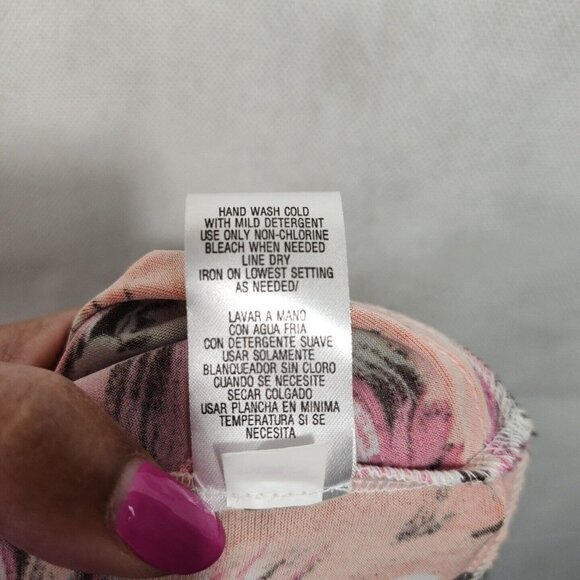 HAND WASH COLD
WITH MILD DETERGENT
USE ONLY NON-CHLORINE
BLEACH WHEN NEEDED
LINE DRY
IRON ON LOWEST SETTING
AS NEEDED/
LAVAR A MANO
CON AGUA FRIA
CON DETERGENTE SUAVE
USAR SOLAMENTE
BLANQUEADOR SIN CLORO
CUANDO SE NECESITE
SECAR COLGADO
USAR PLANCHA EN MINIMA
TEMPERATURA SI SE
NECESITA